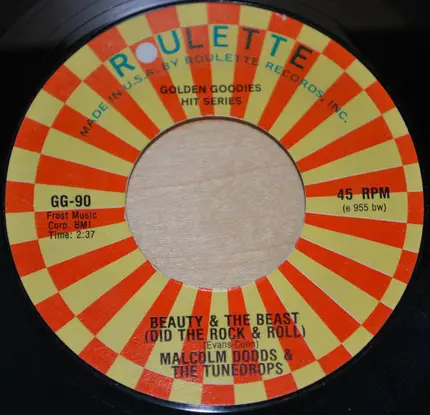 ROULETTE
MADE IN U.S.A. BY ROULETTE RECORDS, INC.
GOLDEN GOODIES
HIT SERIES
GG-90
Frost Music
Corp. BMI
Time: 2:37
45 RPM
(e 955 bw)
BEAUTY & THE BEAST
(DID THE ROCK & ROLL)
(Evans-Dunn)
MALCOLM DODDS &
THE TUNEDROPS